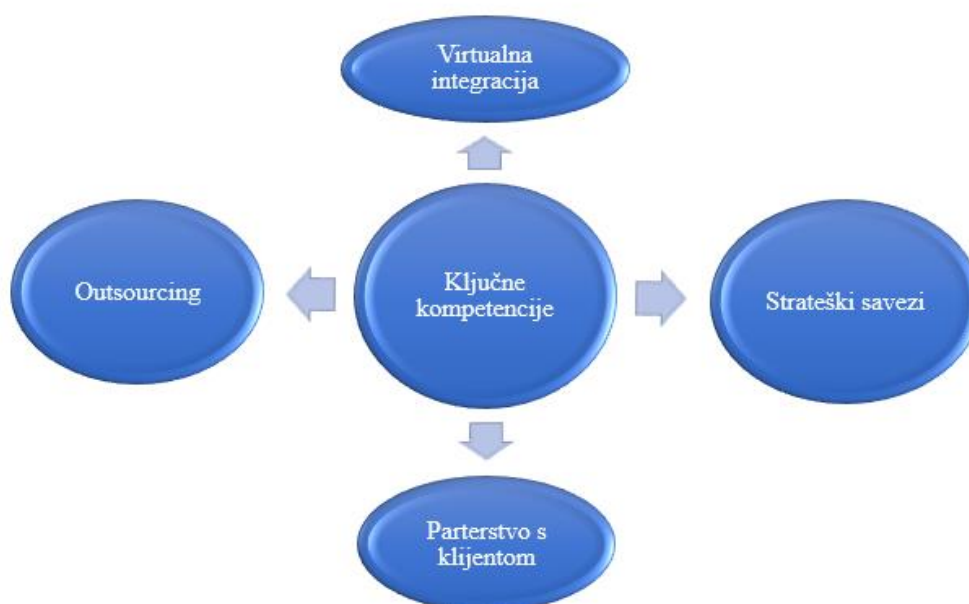 Virtualna
integracija
Outsourcing
Ključne
kompetencije
Strateški savezi
Parterstvo s
klijentom